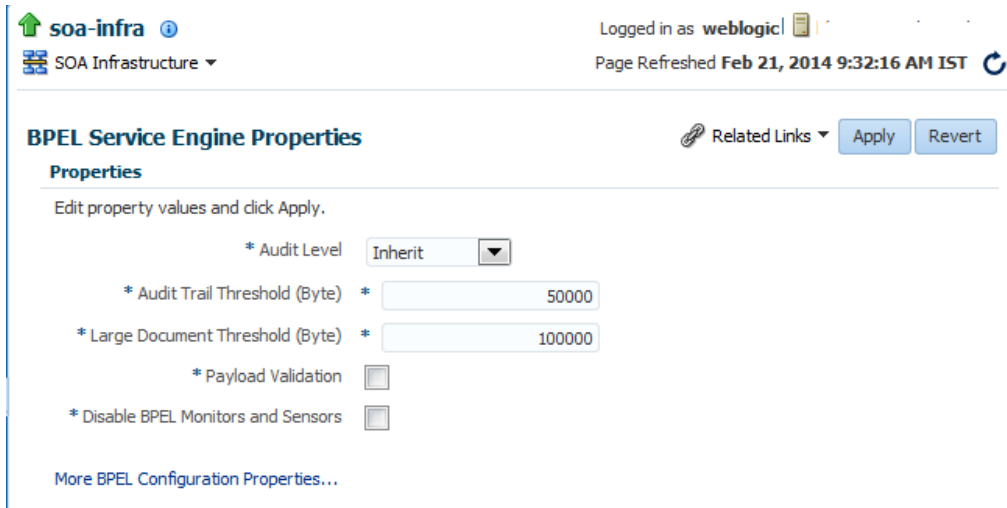 soa-infra
Logged in as weblogic
SOA Infrastructure
Page Refreshed Feb 21, 2014 9:32:16 AM IST
BPEL Service Engine Properties
Related Links
Apply
Revert
Properties
Edit property values and click Apply.
* Audit Level
Inherit
* Audit Trail Threshold (Byte) * 50000
* Large Document Threshold (Byte) * 100000
* Payload Validation
* Disable BPEL Monitors and Sensors
More BPEL Configuration Properties...